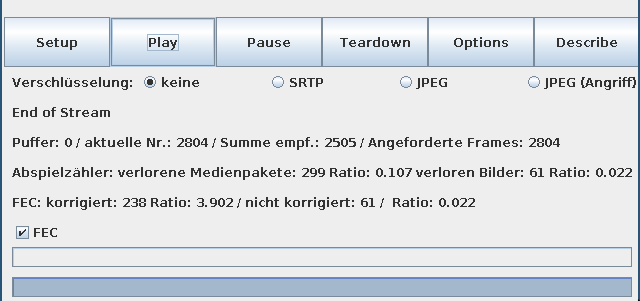 Setup Play Pause Teardown Options Describe
Verschlüsselung: keine SRTP JPEG JPEG (Angriff)
End of Stream
Puffer: 0 / aktuelle Nr.: 2804 / Summe empf.: 2505 / Angeforderte Frames: 2804
Abspielzähler: verlorene Medienpakete: 299 Ratio: 0.107 verloren Bilder: 61 Ratio: 0.022
FEC: korrigiert: 238 Ratio: 3.902 / nicht korrigiert: 61 / Ratio: 0.022
FEC